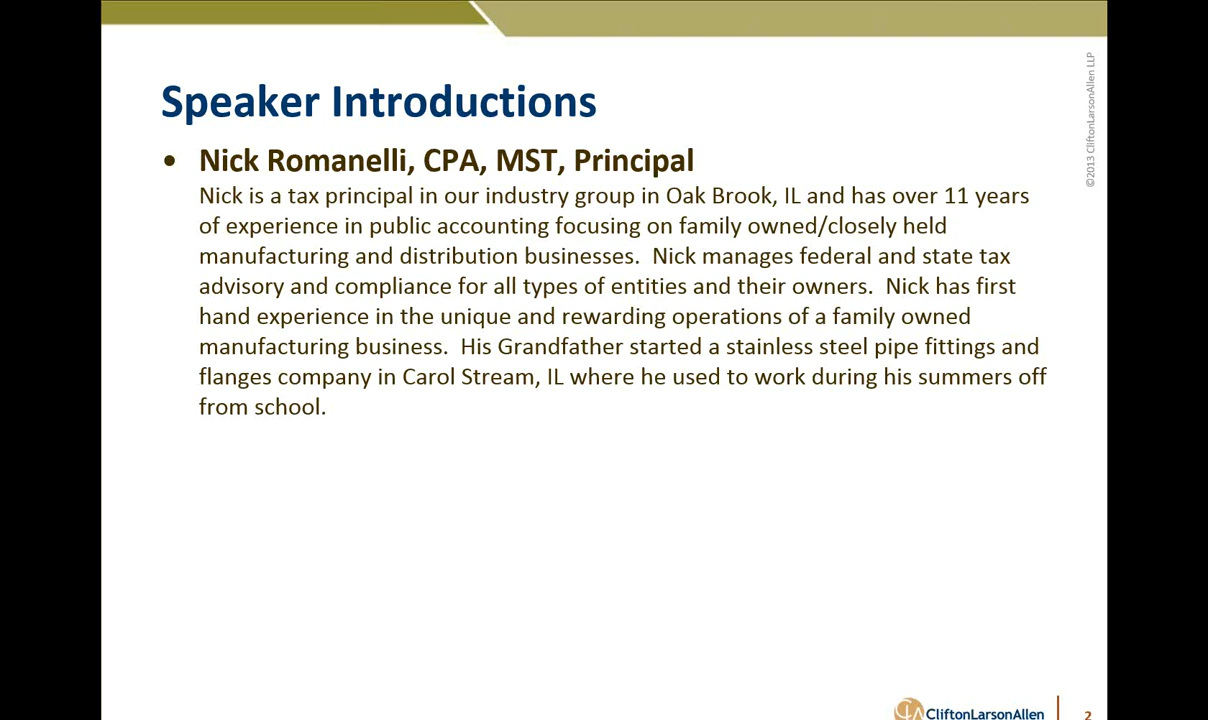 Speaker Introductions
• Nick Romanelli, CPA, MST, Principal
Nick is a tax principal in our industry group in Oak Brook, IL and has over 11 years
of experience in public accounting focusing on family owned/closely held
manufacturing and distribution businesses.  Nick manages federal and state tax
advisory and compliance for all types of entities and their owners.  Nick has first
hand experience in the unique and rewarding operations of a family owned
manufacturing business.  His Grandfather started a stainless steel pipe fittings and
flanges company in Carol Stream, IL where he used to work during his summers off
from school.
©2013 CliftonLarsonAllen LLP
CliftonLarsonAllen
2